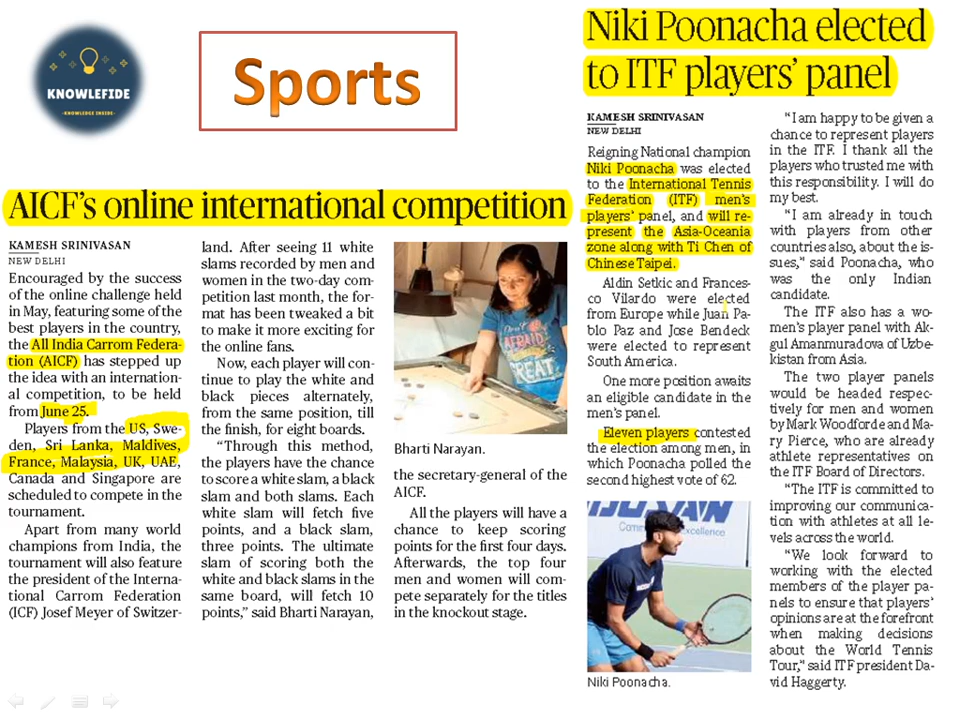 KNOWLEFIDE
-KNOWLEDGE INSIDE-
Sports
AICF's online international competition
KAMESH SRINIVASAN
NEW DELHI
Encouraged by the success
of the online challenge held
in May, featuring some of the
best players in the country,
the All India Carrom Federa-
tion (AICF) has stepped up
the idea with an internation-
al competition, to be held
from June 25.
Players from the US, Swe-
den, Sri Lanka, Maldives,
France, Malaysia, UK, UAE,
Canada and Singapore are
scheduled to compete in the
tournament.
Apart from many world
champions from India, the
tournament will also feature
the president of the Interna-
tional Carrom Federation
(ICF) Josef Meyer of Switzer-
land. After seeing 11 white
slams recorded by men and
women in the two-day com-
petition last month, the for-
mat has been tweaked a bit
to make it more exciting for
the online fans.
Now, each player will con-
tinue to play the white and
black pieces alternately,
from the same position, till
the finish, for eight boards.
"Through this method,
the players have the chance
to score a white slam, a black
slam and both slams. Each
white slam will fetch five
points, and a black slam,
three points. The ultimate
slam of scoring both the
white and black slams in the
same board, will fetch 10
points," said Bharti Narayan,
Bharti Narayan.
the secretary-general of the
AICF.
All the players will have a
chance to keep scoring
points for the first four days.
Afterwards, the top four
men and women will com-
pete separately for the titles
in the knockout stage.
Niki Poonacha elected
to ITF players' panel
KAMESH SRINIVASAN
NEW DELHI
Reigning National champion
Niki Poonacha was elected
to the International Tennis
Federation (ITF) men's
players' panel, and will re-
present the Asia-Oceania
zone along with Ti Chen of
Chinese Taipei.
Aldin Setkic and Frances-
co Vilardo were elected
from Europe while Juan Pa-
blo Paz and Jose Bendeck
were elected to represent
South America.
One more position awaits
an eligible candidate in the
men's panel.
Eleven players contested
the election among men, in
which Poonacha polled the
second highest vote of 62.
Niki Poonacha.
"I am happy to be given a
chance to represent players
in the ITF. I thank all the
players who trusted me with
this responsibility. I will do
my best.
"I am already in touch
with players from other
countries also, about the is-
sues," said Poonacha, who
was the only Indian
candidate.
The ITF also has a wo-
men's player panel with Ak-
gul Amanmuradova of Uzbe-
kistan from Asia.
The two player panels
would be headed respec-
tively for men and women
by Mark Woodforde and Ma-
ry Pierce, who are already
athlete representatives on
the ITF Board of Directors.
"The ITF is committed to
improving our communica-
tion with athletes at all le-
vels across the world.
"We look forward to
working with the elected
members of the player pa-
nels to ensure that players'
opinions are at the forefront
when making decisions
about the World Tennis
Tour," said ITF president Da-
vid Haggerty.